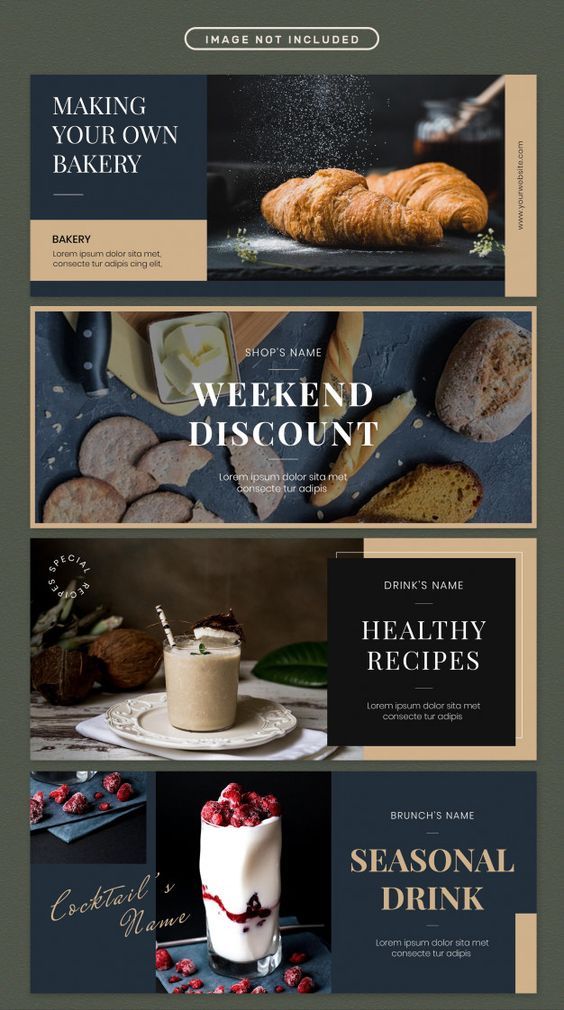 IMAGE NOT INCLUDED
MAKING
YOUR OWN
BAKERY
BAKERY
Lorem ipsum dolor sita met,
consecte tur adipis cing elit.
www.yourwebsite.com
SHOP'S NAME
WEEKEND
DISCOUNT
Lorem ipsum dolor sita met
consecte tur adipis
SPECIAL RECIPES
DRINK'S NAME
HEALTHY
RECIPES
Lorem ipsum dolor sita met
consecte tur adipis
Cocktail's
Name
BRUNCH'S NAME
SEASONAL
DRINK
Lorem ipsum dolor sita met
consecte tur adipis